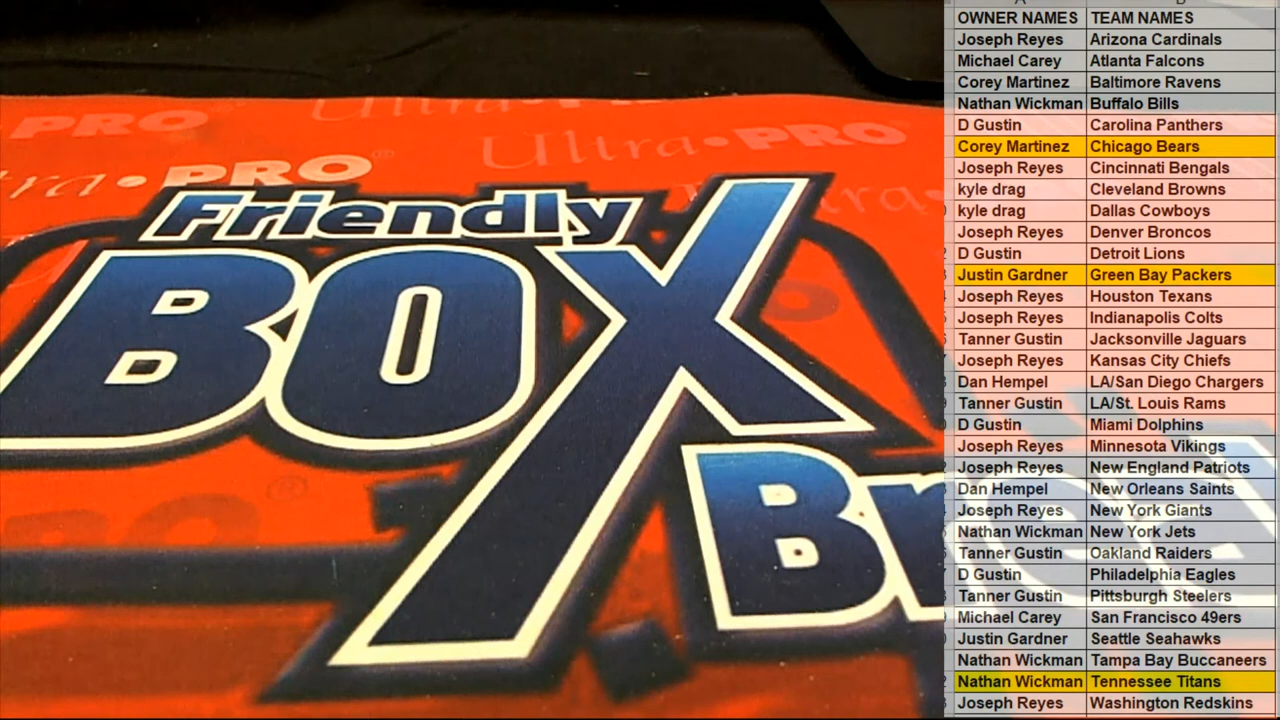 Ultra•PRO
PRO
Ultra•PRO
tra•PRO®
Friendly
BOX
Br
OWNER NAMES TEAM NAMES
Joseph Reyes Arizona Cardinals
Michael Carey Atlanta Falcons
Corey Martinez Baltimore Ravens
Nathan Wickman Buffalo Bills
D Gustin Carolina Panthers
Corey Martinez Chicago Bears
Joseph Reyes Cincinnati Bengals
kyle drag Cleveland Browns
kyle drag Dallas Cowboys
Joseph Reyes Denver Broncos
D Gustin Detroit Lions
Justin Gardner Green Bay Packers
Joseph Reyes Houston Texans
Joseph Reyes Indianapolis Colts
Tanner Gustin Jacksonville Jaguars
Joseph Reyes Kansas City Chiefs
Dan Hempel LA/San Diego Chargers
Tanner Gustin LA/St. Louis Rams
D Gustin Miami Dolphins
Joseph Reyes Minnesota Vikings
Joseph Reyes New England Patriots
Dan Hempel New Orleans Saints
Joseph Reyes New York Giants
Nathan Wickman New York Jets
Tanner Gustin Oakland Raiders
D Gustin Philadelphia Eagles
Tanner Gustin Pittsburgh Steelers
Michael Carey San Francisco 49ers
Justin Gardner Seattle Seahawks
Nathan Wickman Tampa Bay Buccaneers
Nathan Wickman Tennessee Titans
Joseph Reyes Washington Redskins